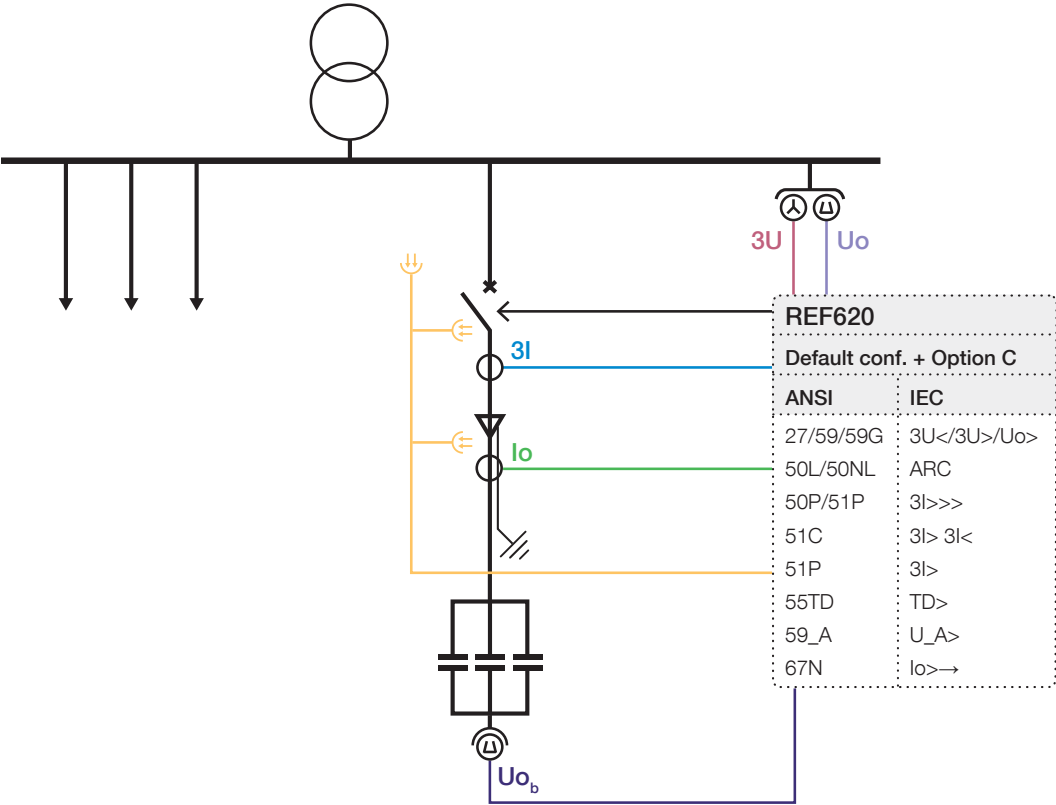 3U Uo
REF620
Default conf. + Option C
ANSI IEC
27/59/59G 3U</3U>/Uo>
50L/50NL ARC
50P/51P 3I>>>
51C 3I> 3I<
51P 3I>
55TD TD>
59_A U_A>
67N Io>→
3I
Io
Uob